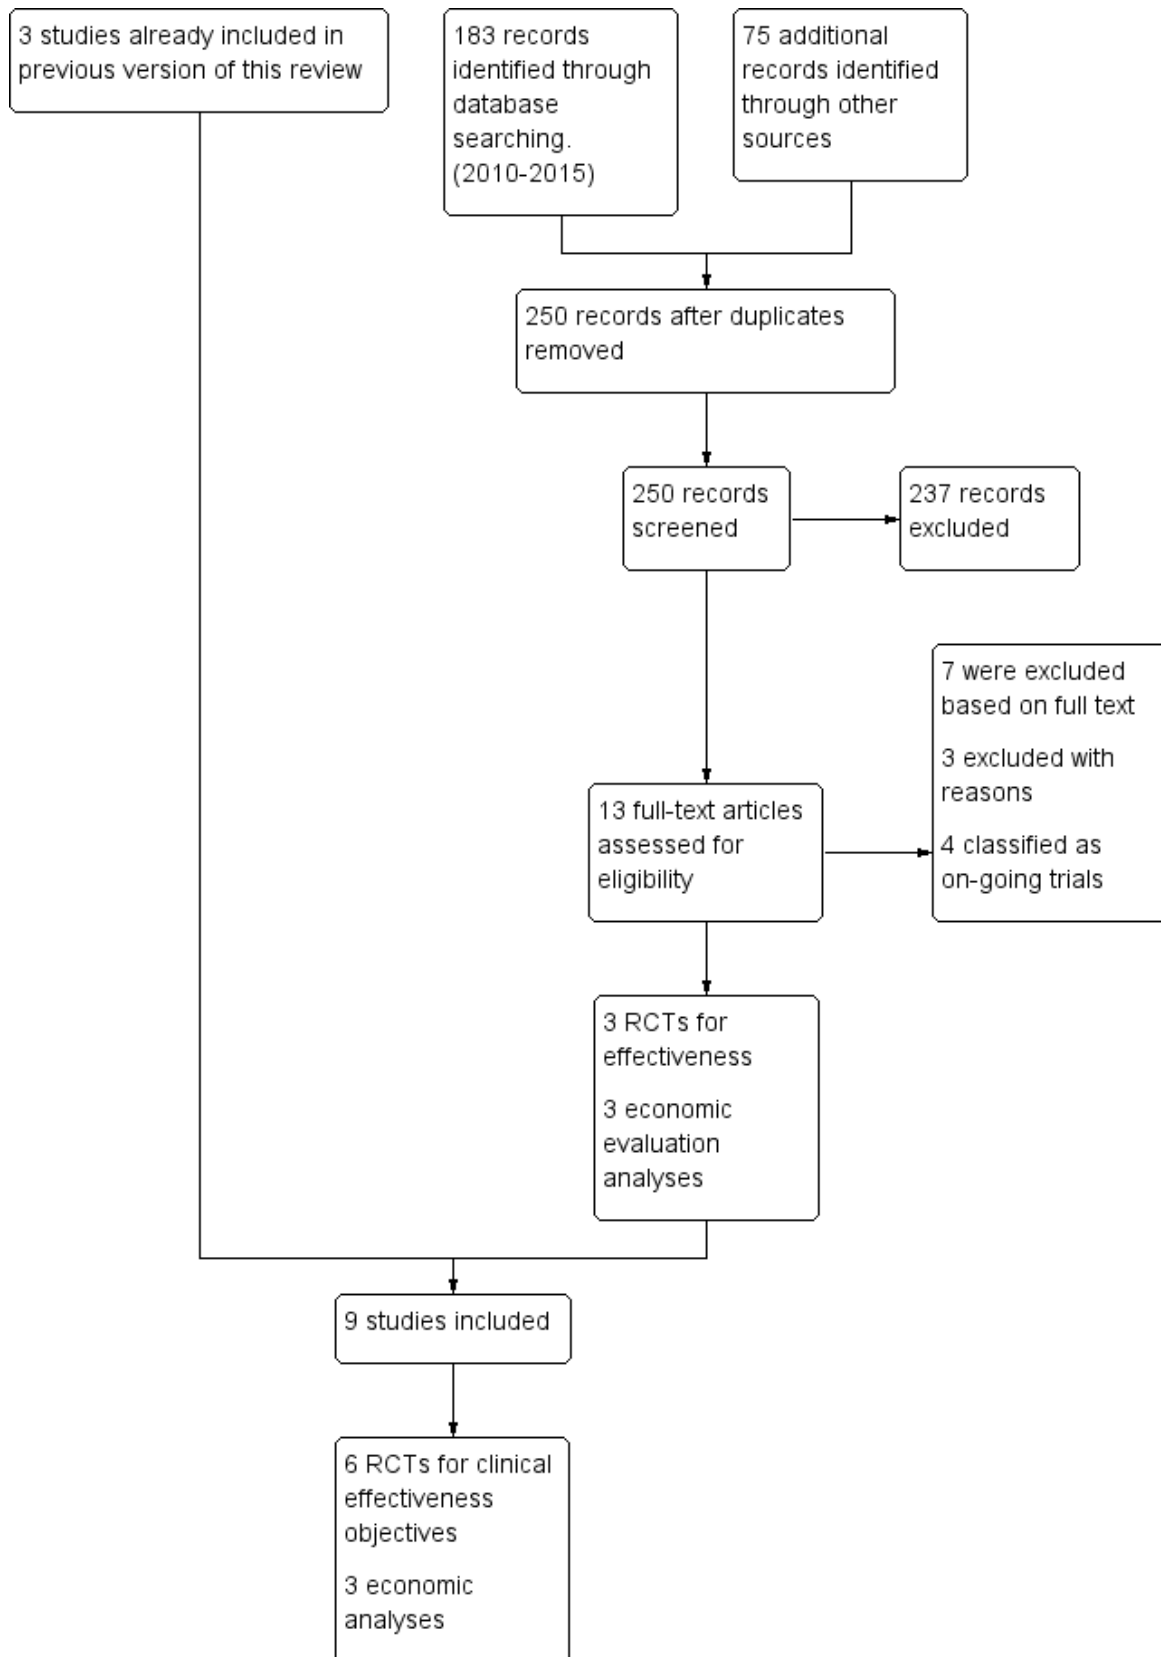 3 studies already included in
previous version of this review
183 records
identified through
database
searching.
(2010-2015)
75 additional
records identified
through other
sources
250 records after duplicates
removed
250 records
screened
237 records
excluded
13 full-text articles
assessed for
eligibility
7 were excluded
based on full text
3 excluded with
reasons
4 classified as
on-going trials
3 RCTs for
effectiveness
3 economic
evaluation
analyses
9 studies included
6 RCTs for clinical
effectiveness
objectives
3 economic
analyses